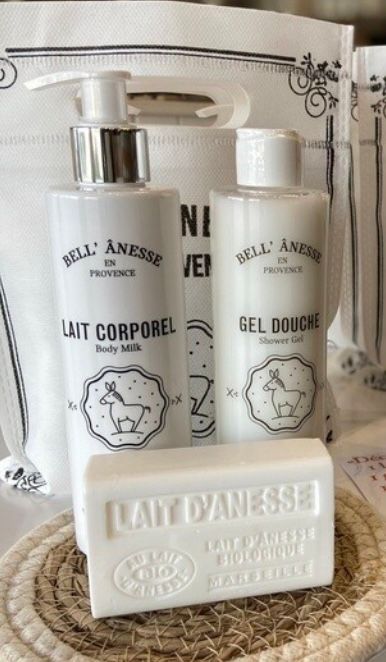 BELL' ÂNESSE
EN
PROVENCE
LAIT CORPOREL
Body Milk
BELL' ÂNESSE
EN
PROVENCE
GEL DOUCHE
Shower Gel
LAIT D'ANESSE
LAIT D'ANESSE
BIOLOGIQUE
MARSEILLE
AU LAIT
BIO
D'ANESSE